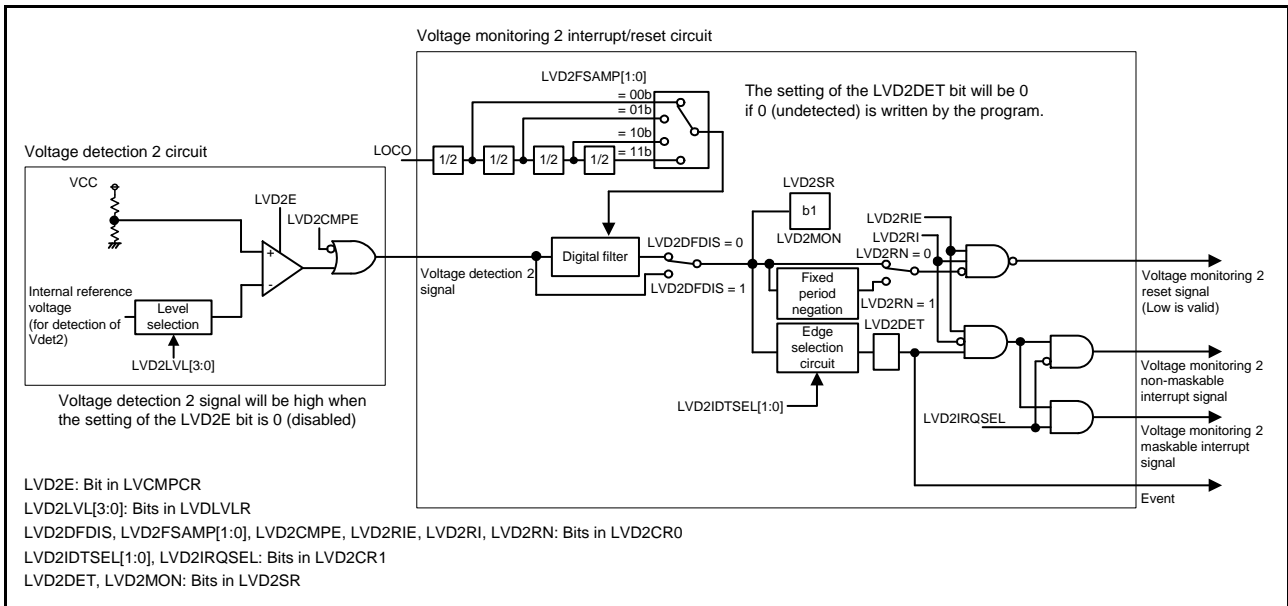 Voltage monitoring 2 interrupt/reset circuit
LVD2FSAMP[1:0]
= 00b
= 01b
= 10b
= 11b
The setting of the LVD2DET bit will be 0
if 0 (undetected) is written by the program.
LOCO
1/2
1/2
1/2
1/2
Voltage detection 2 circuit
VCC
LVD2E
LVD2CMPE
+
-
Internal reference
voltage
(for detection of
Vdet2)
Level
selection
LVD2LVL[3:0]
Voltage detection 2 signal will be high when
the setting of the LVD2E bit is 0 (disabled)
Voltage detection 2
signal
Digital filter
LVD2DFDIS = 0
LVD2DFDIS = 1
LVD2SR
b1
LVD2MON
LVD2RIE
LVD2RI
LVD2RN = 0
LVD2RN = 1
Fixed
period
negation
Edge
selection
circuit
LVD2DET
LVD2IDTSEL[1:0]
LVD2IRQSEL
Voltage monitoring 2
reset signal
(Low is valid)
Voltage monitoring 2
non-maskable
interrupt signal
Voltage monitoring 2
maskable interrupt
signal
Event
LVD2E: Bit in LVCMPCR
LVD2LVL[3:0]: Bits in LVDLVLR
LVD2DFDIS, LVD2FSAMP[1:0], LVD2CMPE, LVD2RIE, LVD2RI, LVD2RN: Bits in LVD2CR0
LVD2IDTSEL[1:0], LVD2IRQSEL: Bits in LVD2CR1
LVD2DET, LVD2MON: Bits in LVD2SR